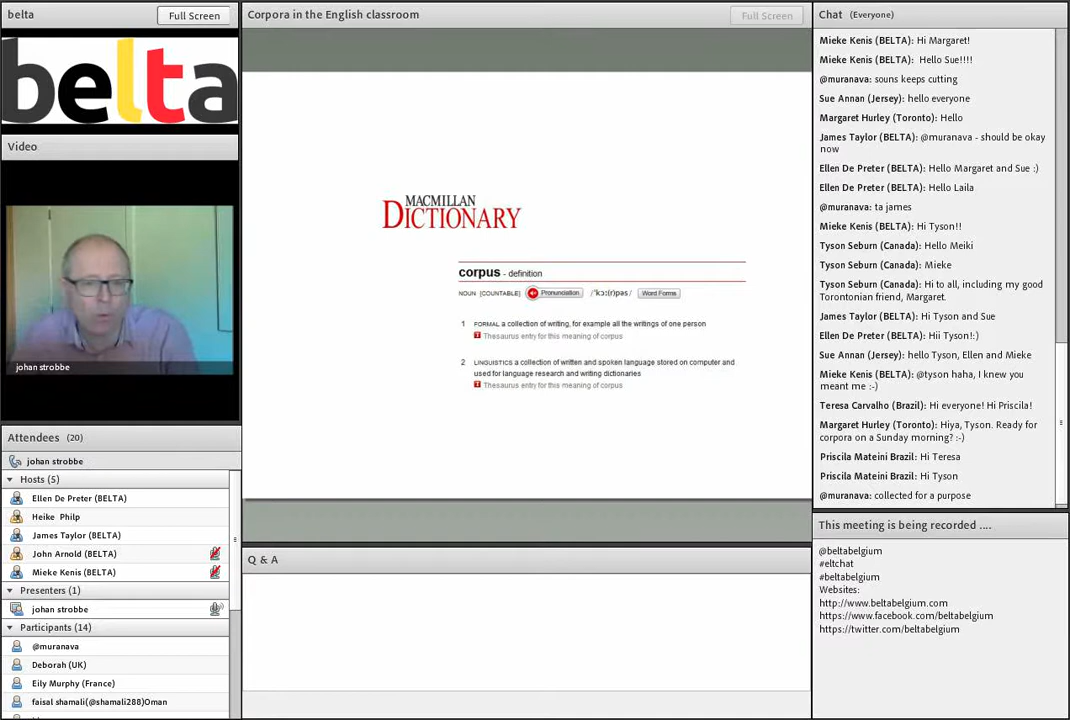 belta
Full Screen
belta
Video
johan strobbe
Attendees (20)
johan strobbe
Hosts (5)
Ellen De Preter (BELTA)
Heike Philp
James Taylor (BELTA)
John Arnold (BELTA)
Mieke Kenis (BELTA)
Presenters (1)
johan strobbe
Participants (14)
@muranava
Deborah (UK)
Eily Murphy (France)
faisal shamali(@shamali288)Oman
Corpora in the English classroom
Full Screen
MACMILLAN
DICTIONARY
corpus - definition
NOUN [COUNTABLE] Pronunciation /ˈkɔː(r)pəs/ Word Forms
1 FORMAL a collection of writing, for example all the writings of one person
T Thesaurus entry for this meaning of corpus
2 LINGUISTICS a collection of written and spoken language stored on computer and
used for language research and writing dictionaries
T Thesaurus entry for this meaning of corpus
Q & A
Chat (Everyone)
Mieke Kenis (BELTA): Hi Margaret!
Mieke Kenis (BELTA): Hello Sue!!!!
@muranava: souns keeps cutting
Sue Annan (Jersey): hello everyone
Margaret Hurley (Toronto): Hello
James Taylor (BELTA): @muranava - should be okay
now
Ellen De Preter (BELTA): Hello Margaret and Sue :)
Ellen De Preter (BELTA): Hello Laila
@muranava: ta james
Mieke Kenis (BELTA): Hi Tyson!!
Tyson Seburn (Canada): Hello Meiki
Tyson Seburn (Canada): Mieke
Tyson Seburn (Canada): Hi to all, including my good
Torontonian friend, Margaret.
James Taylor (BELTA): Hi Tyson and Sue
Ellen De Preter (BELTA): Hii Tyson!:)
Sue Annan (Jersey): hello Tyson, Ellen and Mieke
Mieke Kenis (BELTA): @tyson haha, I knew you
meant me :-)
Teresa Carvalho (Brazil): Hi everyone! Hi Priscila!
Margaret Hurley (Toronto): Hiya, Tyson. Ready for
corpora on a Sunday morning? :-)
Priscila Mateini Brazil: Hi Teresa
Priscila Mateini Brazil: Hi Tyson
@muranava: collected for a purpose
This meeting is being recorded ....
@beltabelgium
#eltchat
#beltabelgium
Websites:
http://www.beltabelgium.com
https://www.facebook.com/beltabelgium
https://twitter.com/beltabelgium